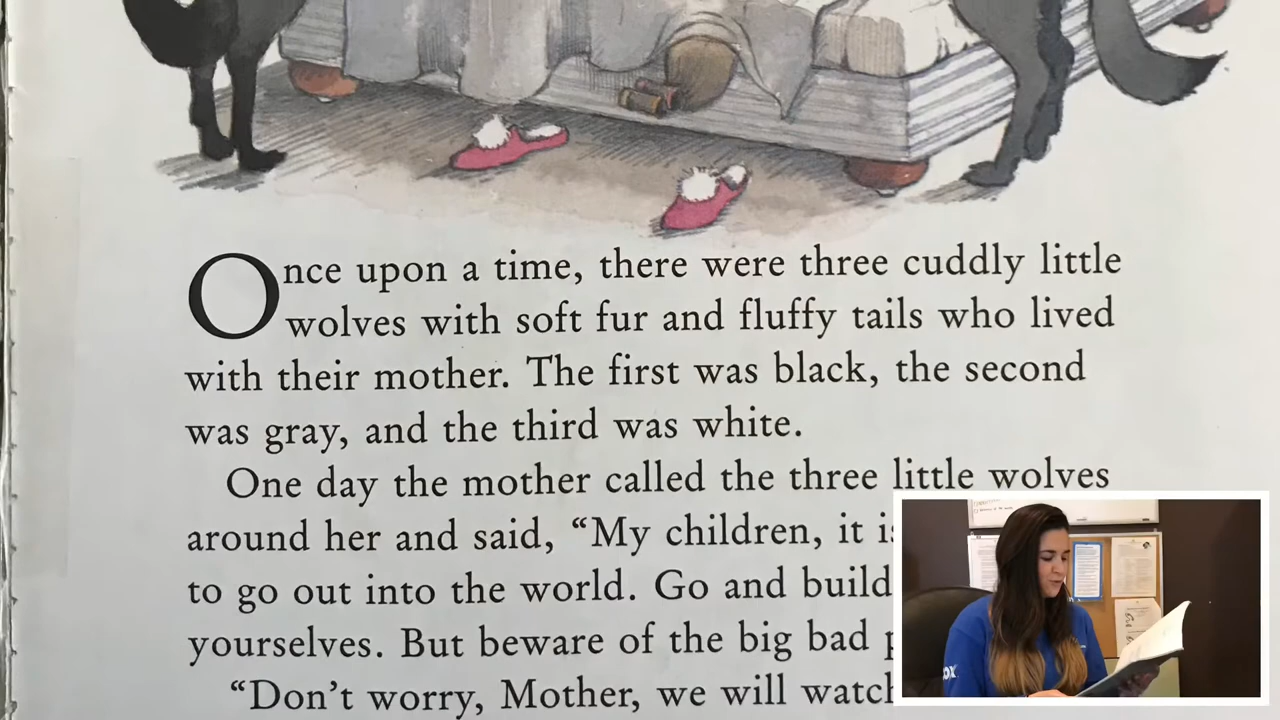 Once upon a time, there were three cuddly little
wolves with soft fur and fluffy tails who lived
with their mother. The first was black, the second
was gray, and the third was white.
One day the mother called the three little wolves
around her and said, “My children, it is
to go out into the world. Go and build
yourselves. But beware of the big bad
“Don’t worry, Mother, we will watch